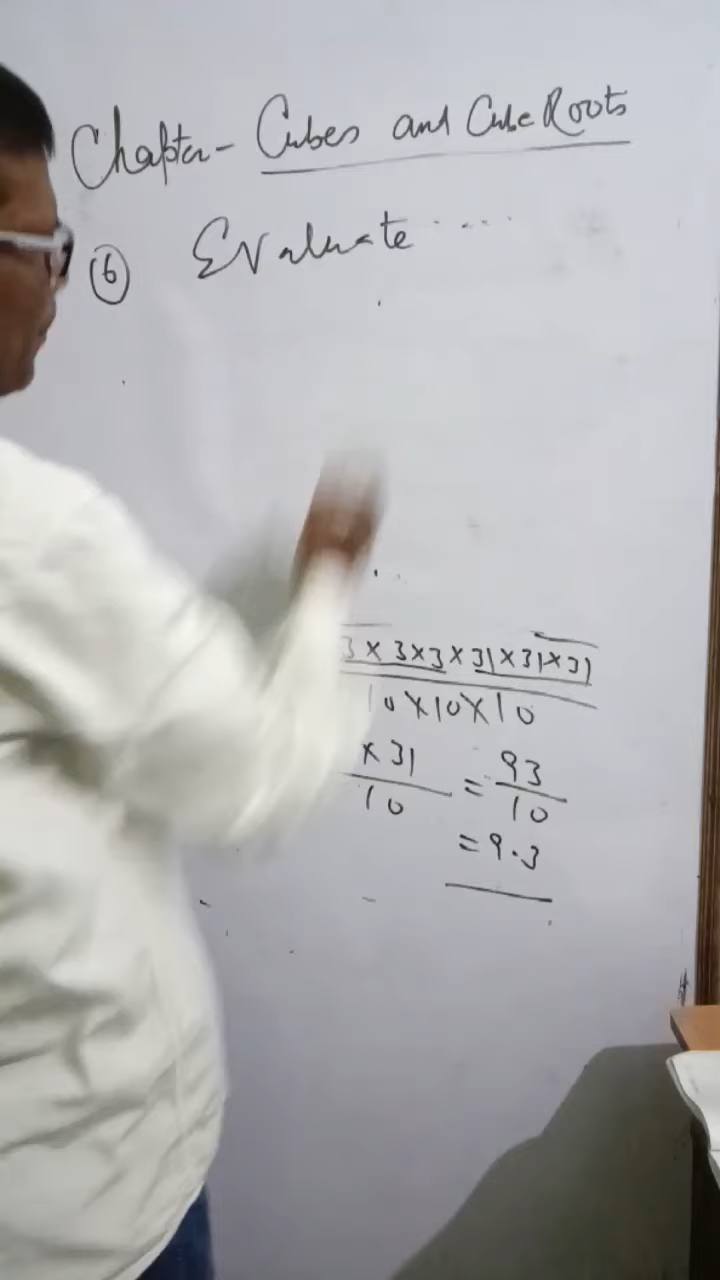 Chapter - Cubes and Cube Roots
6 Evaluate ....
3 × 3 × 3 × 31 × 31 × 31
10 × 10 × 10
× 31 / 10 = 93 / 10
= 9.3